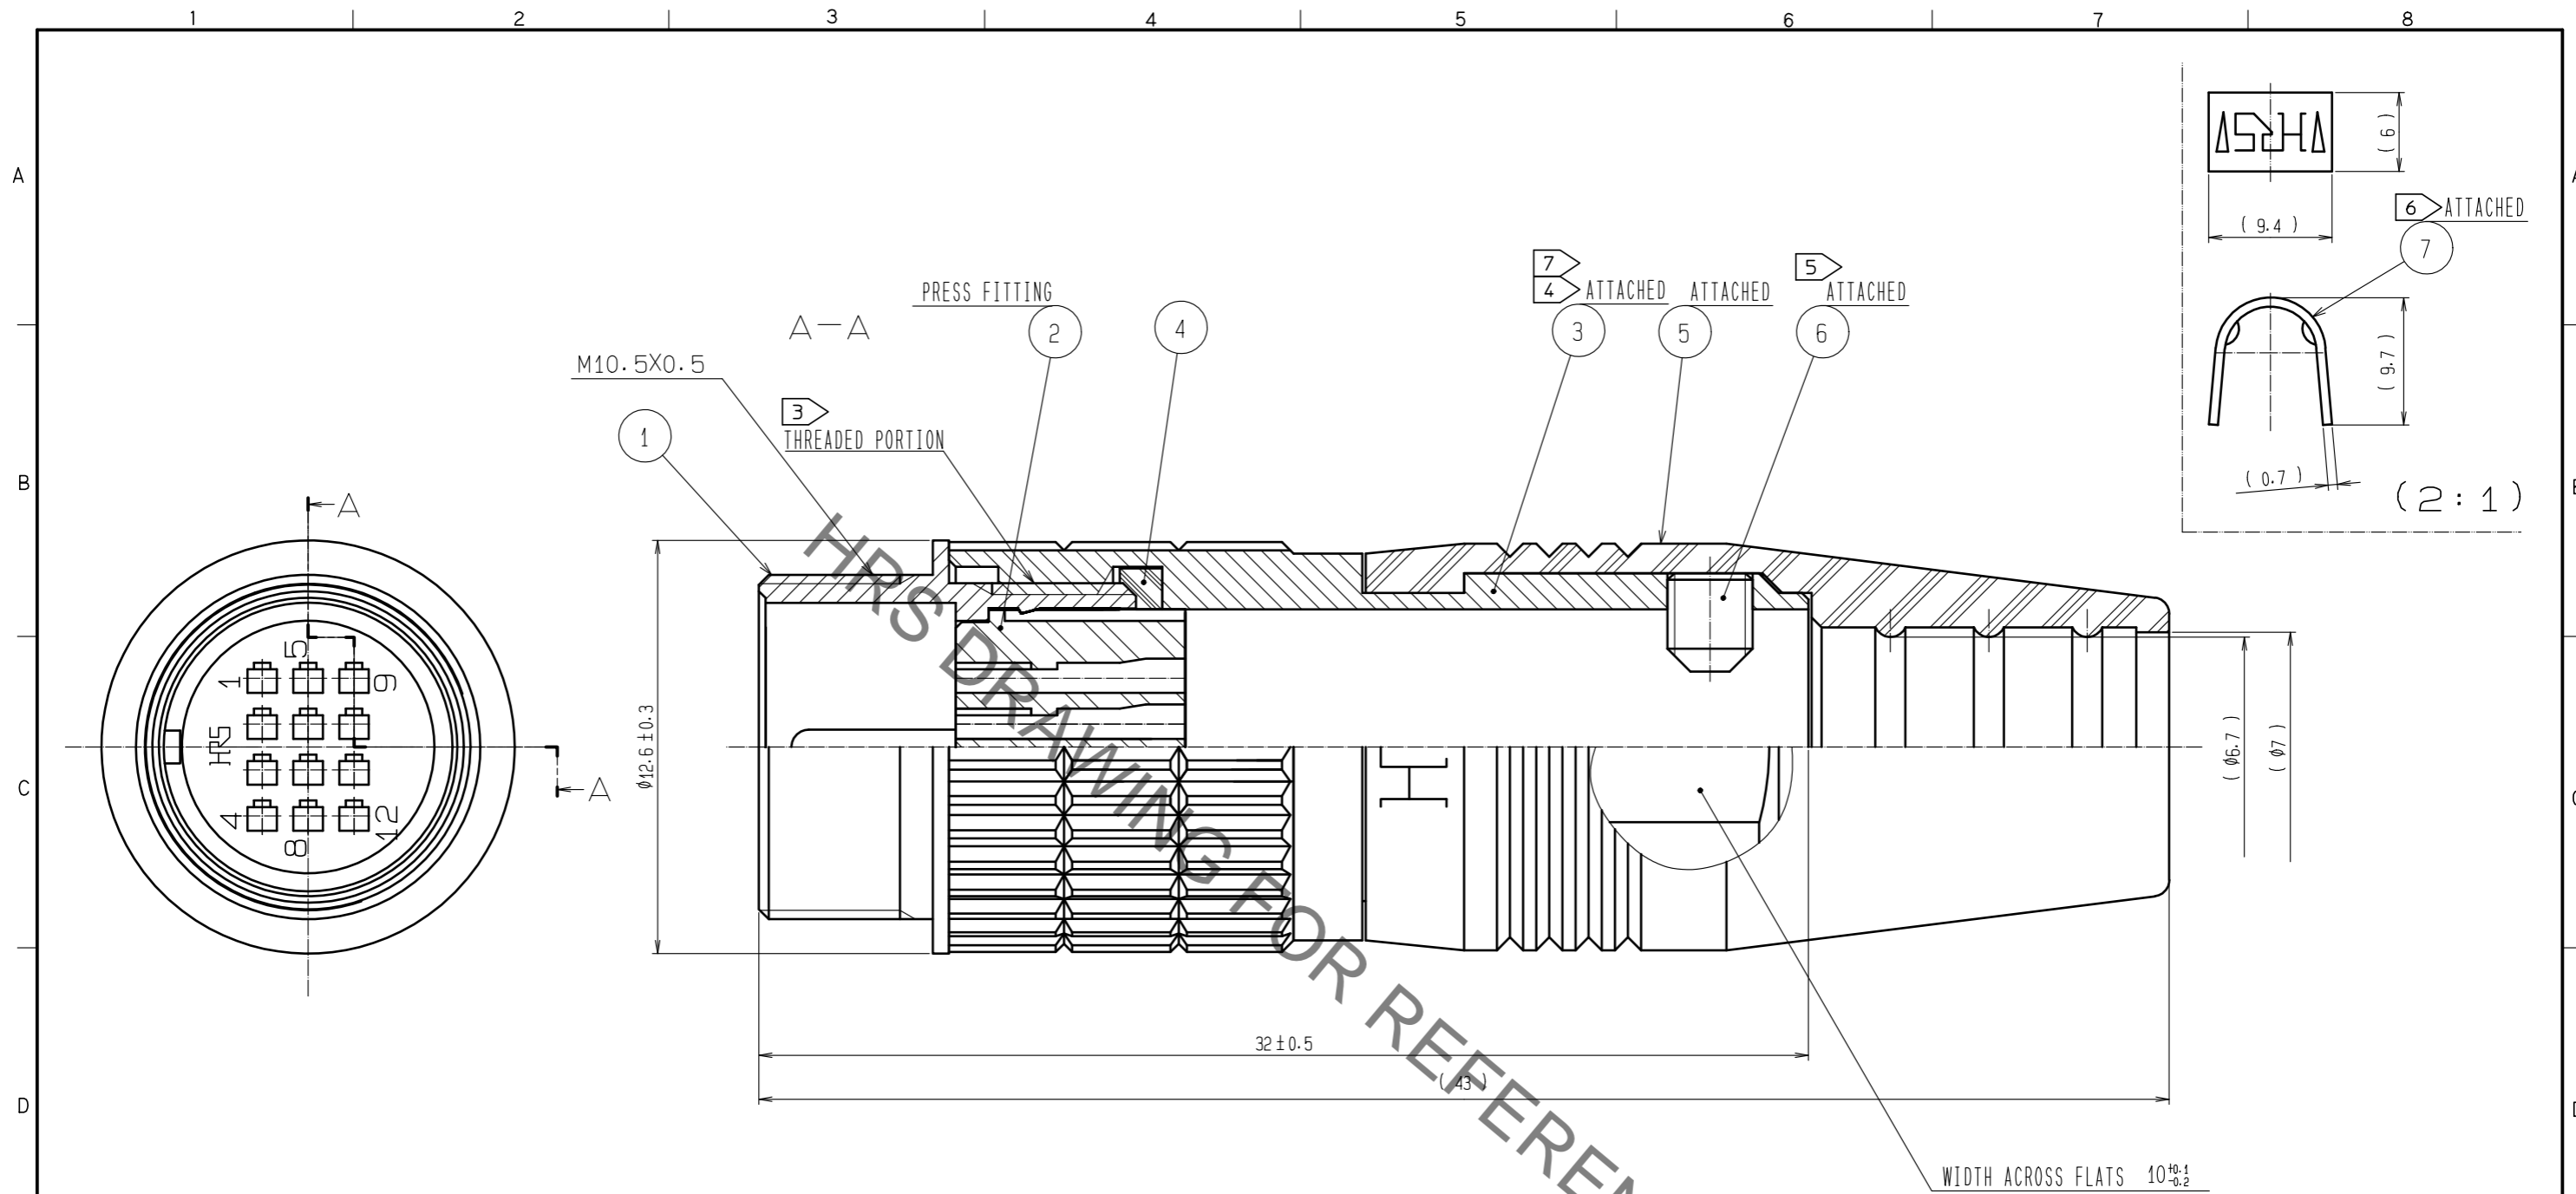 1 2 3 4 5 6 7 8
A
B
C
D
HRS
( 6 )
( 9.4 )
6 ATTACHED
7
( 9.7 )
( 0.7 )
(2:1)
A-A
PRESS FITTING
2
4
7
4 ATTACHED
3
ATTACHED
5
5
ATTACHED
6
M10.5X0.5
3
THREADED PORTION
1
A
5
1
9
HRS
4
8
12
A
Ø12.6±0.3
H
( Ø6.7 )
( Ø7 )
32±0.5
( 43 )
WIDTH ACROSS FLATS 10 +0.1 -0.2
HRS DRAWING FOR REFEREN